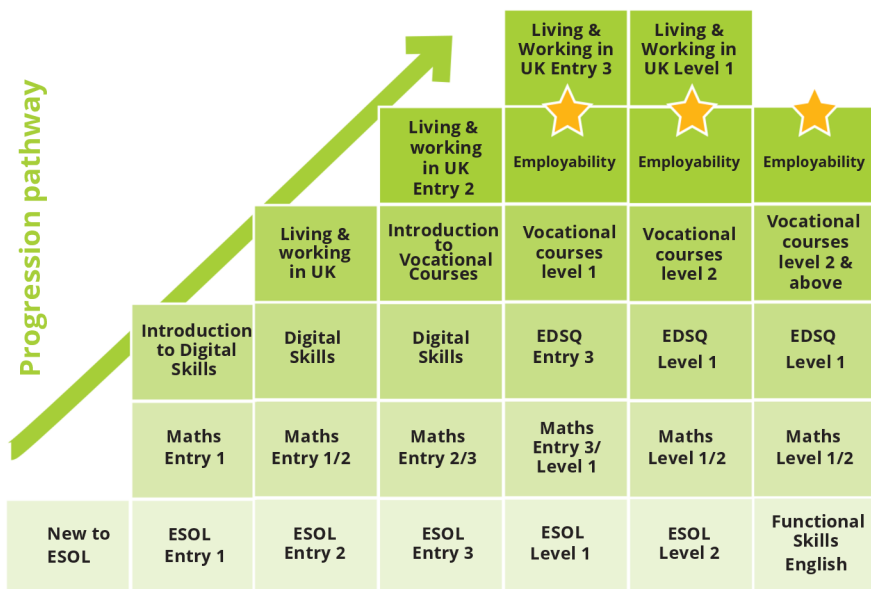 Progression pathway
Living &
Working in
UK Entry 3
Living &
Working in
UK Level 1
Living &
working
in UK
Entry 2
Employability
Employability
Employability
Living &
working
in UK
Introduction
to
Vocational
Courses
Vocational
courses
level 1
Vocational
courses
level 2
Vocational
courses
level 2 &
above
Introduction
to Digital
Skills
Digital
Skills
Digital
Skills
EDSQ
Entry 3
EDSQ
Level 1
EDSQ
Level 1
Maths
Entry 1
Maths
Entry 1/2
Maths
Entry 2/3
Maths
Entry 3/
Level 1
Maths
Level 1/2
Maths
Level 1/2
New to
ESOL
ESOL
Entry 1
ESOL
Entry 2
ESOL
Entry 3
ESOL
Level 1
ESOL
Level 2
Functional
Skills
English